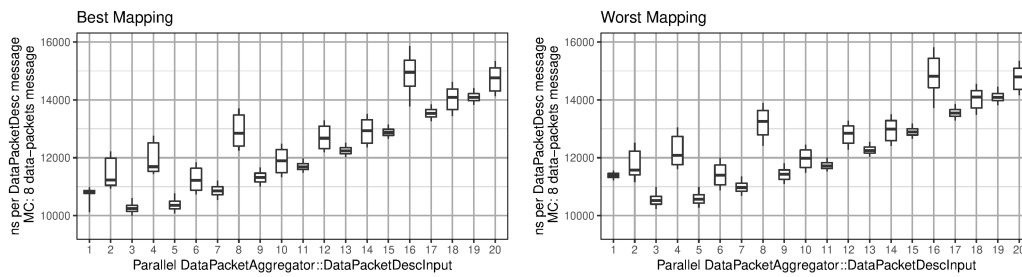 Best Mapping
ns per DataPacketDesc message
MC: 8 data-packets message
16000
14000
12000
10000
1 2 3 4 5 6 7 8 9 10 11 12 13 14 15 16 17 18 19 20
Parallel DataPacketAggregator::DataPacketDescInput
Worst Mapping
ns per DataPacketDesc message
MC: 8 data-packets message
16000
14000
12000
10000
1 2 3 4 5 6 7 8 9 10 11 12 13 14 15 16 17 18 19 20
Parallel DataPacketAggregator::DataPacketDescInput